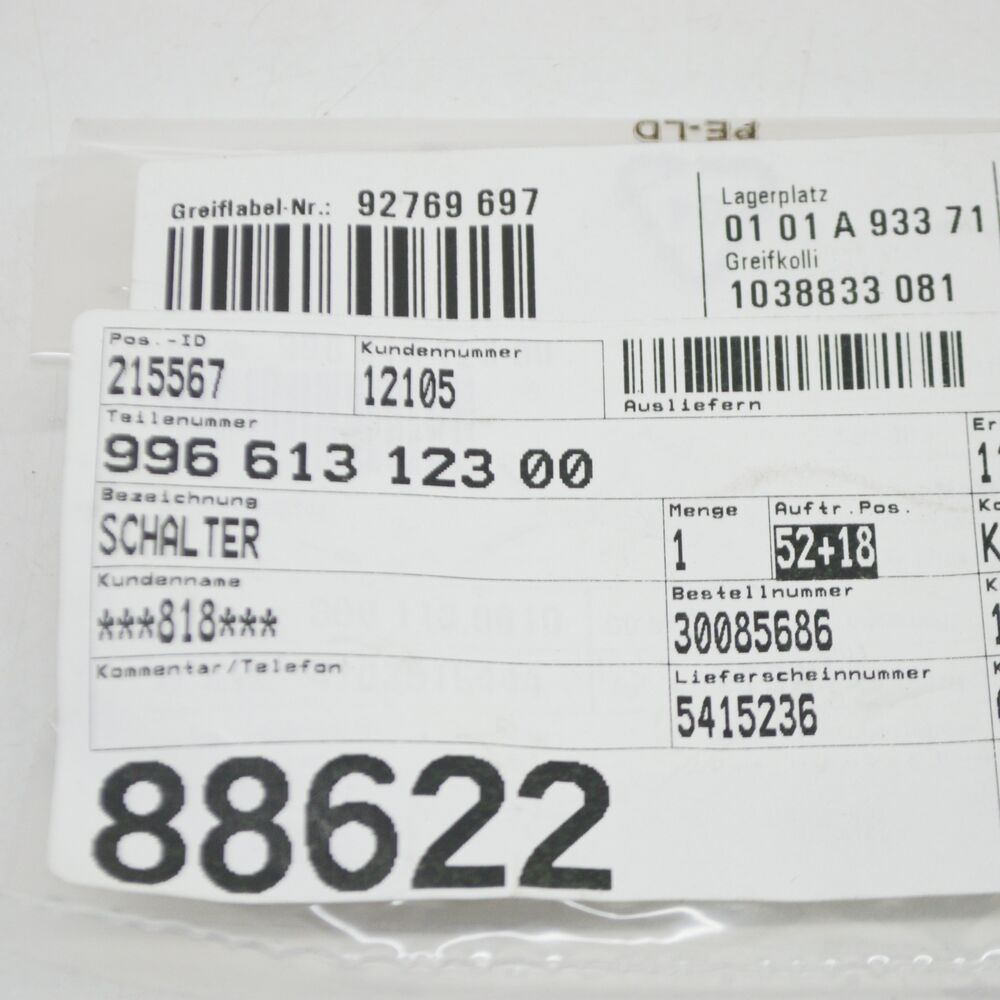 PE-LD
Greiflabel-Nr.: 92769 697
Lagerplatz
01 01 A 933 71
Greifkolli
1038833 081
Pos.-ID
215567
Kundennummer
12105
Ausliefern
Teilenummer
996 613 123 00
Er
Bezeichnung
SCHALTER
Menge
1
Auftr.Pos.
52+18
K
Kundenname
***818***
Bestellnummer
30085686
K
Kommentar/Telefon
Lieferscheinnummer
5415236
88622